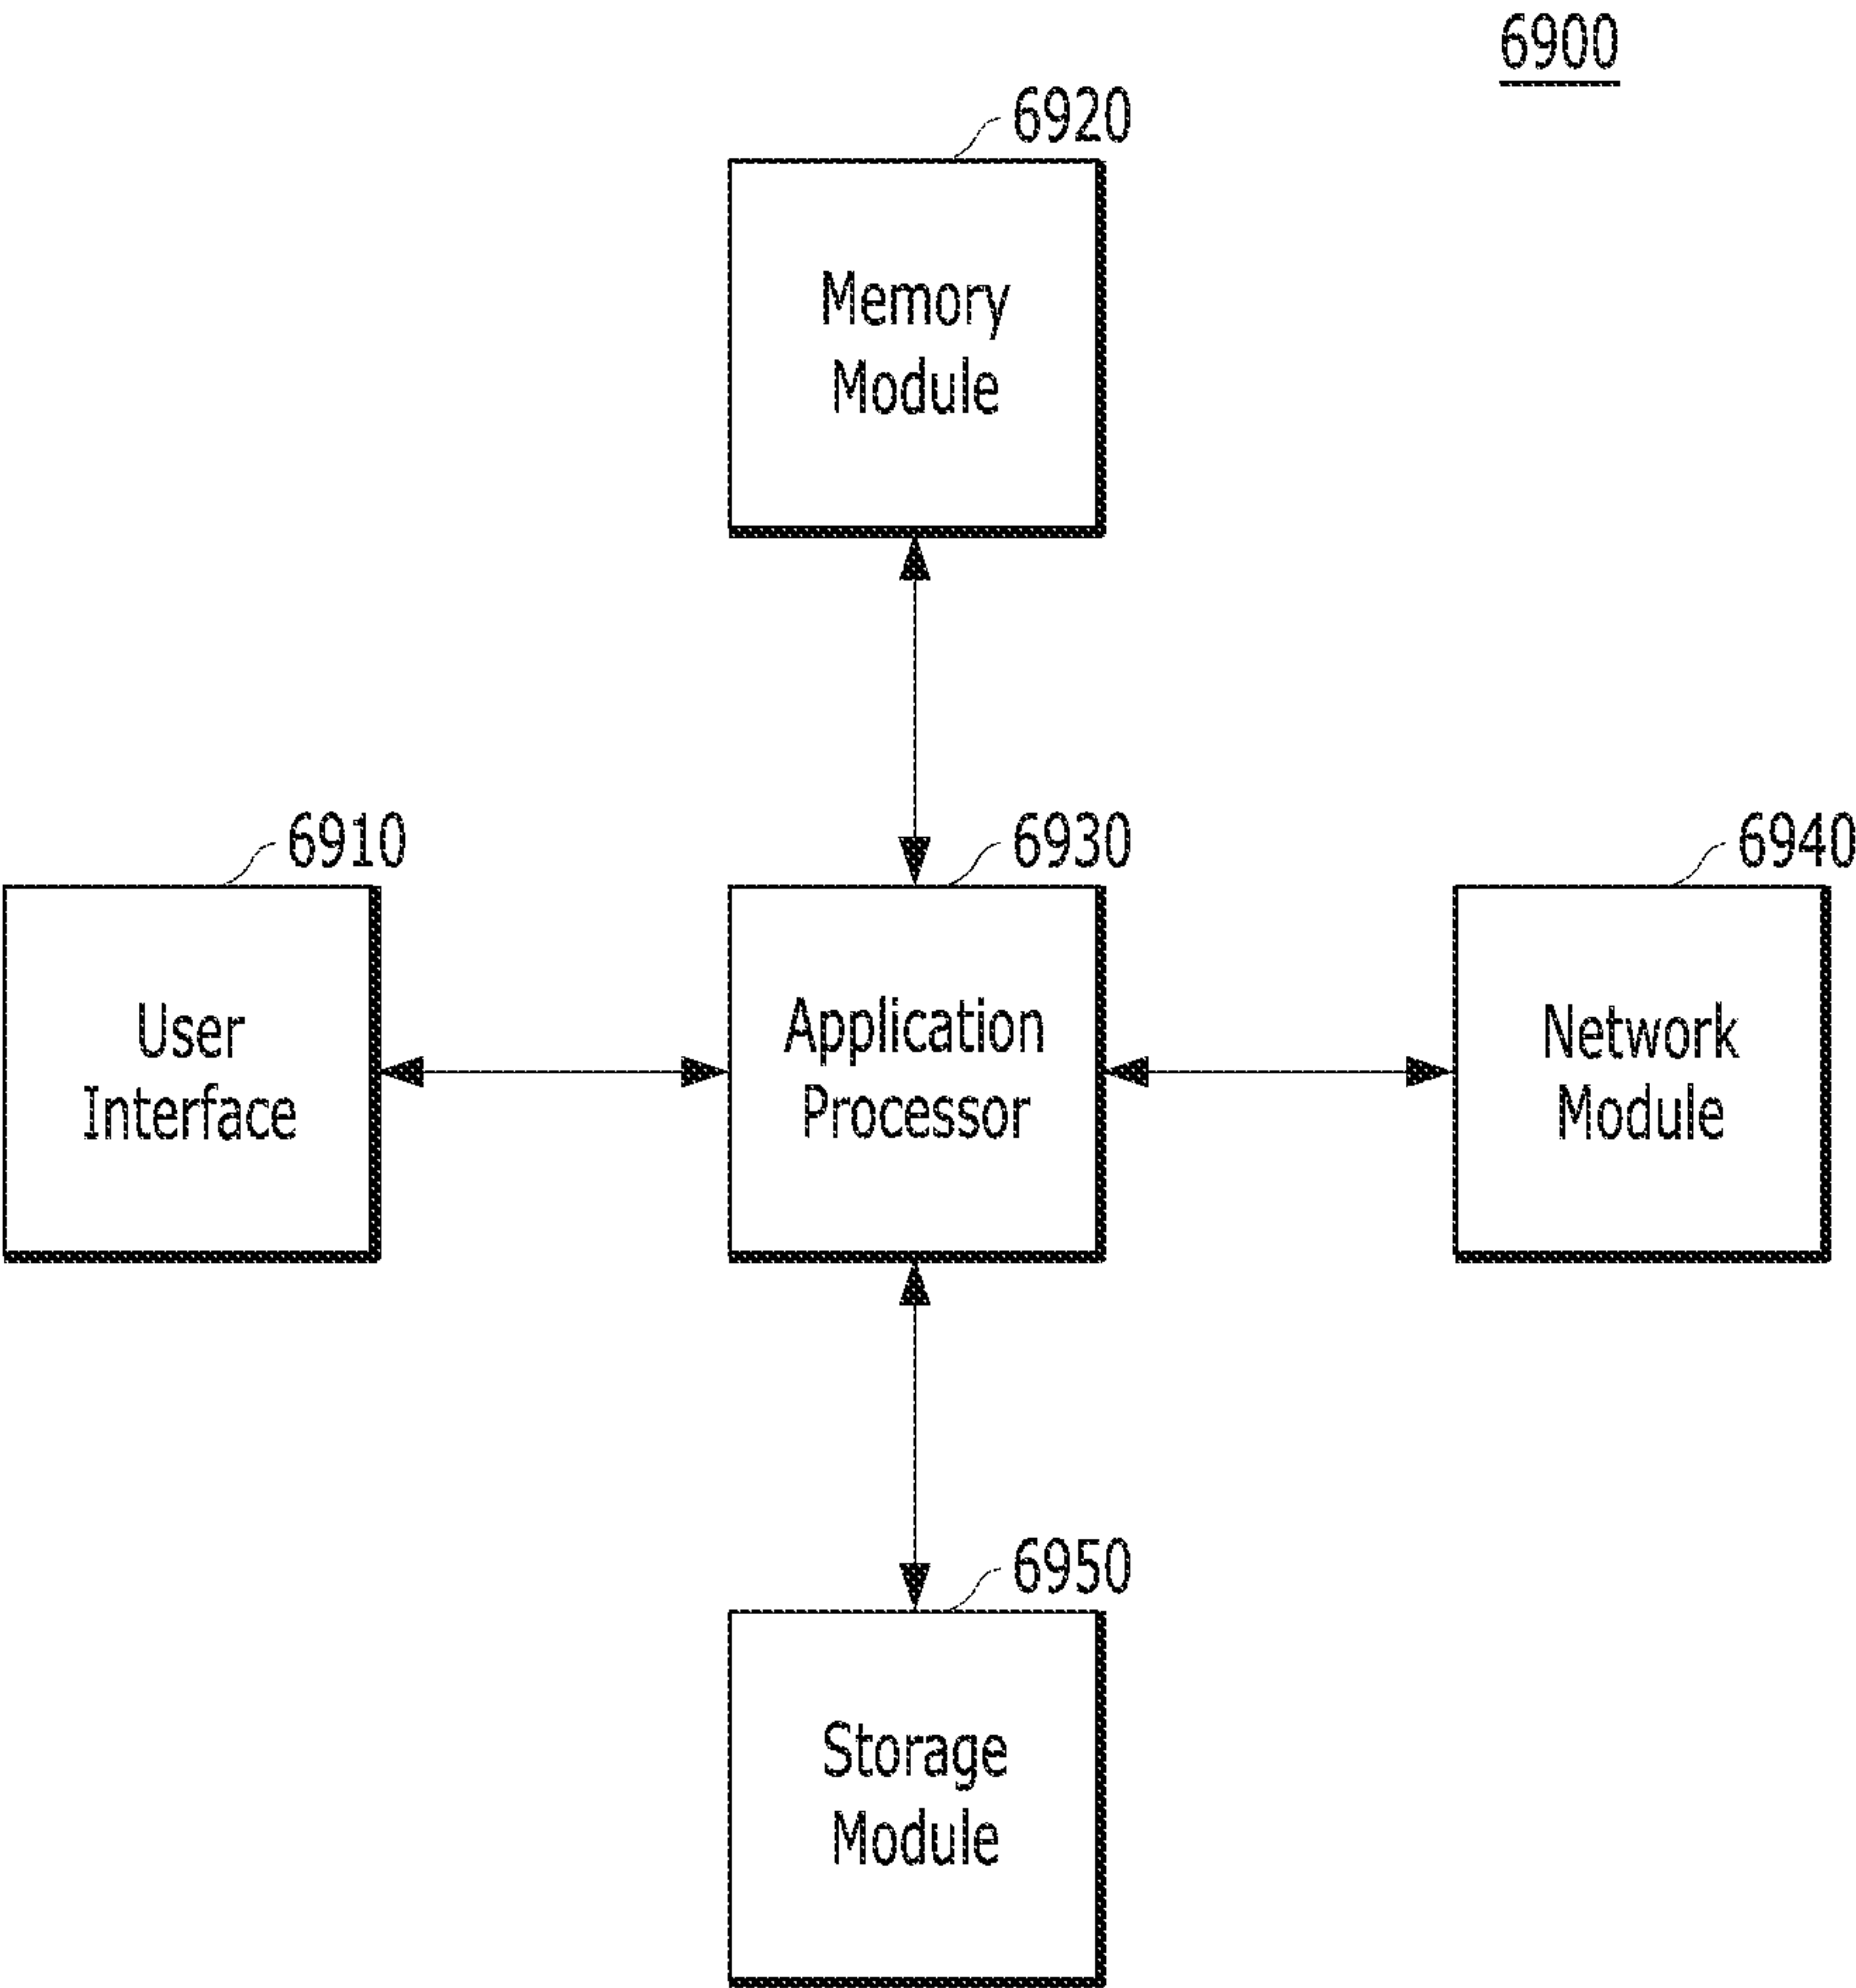 6900
6920
Memory
Module
6910
6930
6940
User
Interface
Application
Processor
Network
Module
6950
Storage
Module